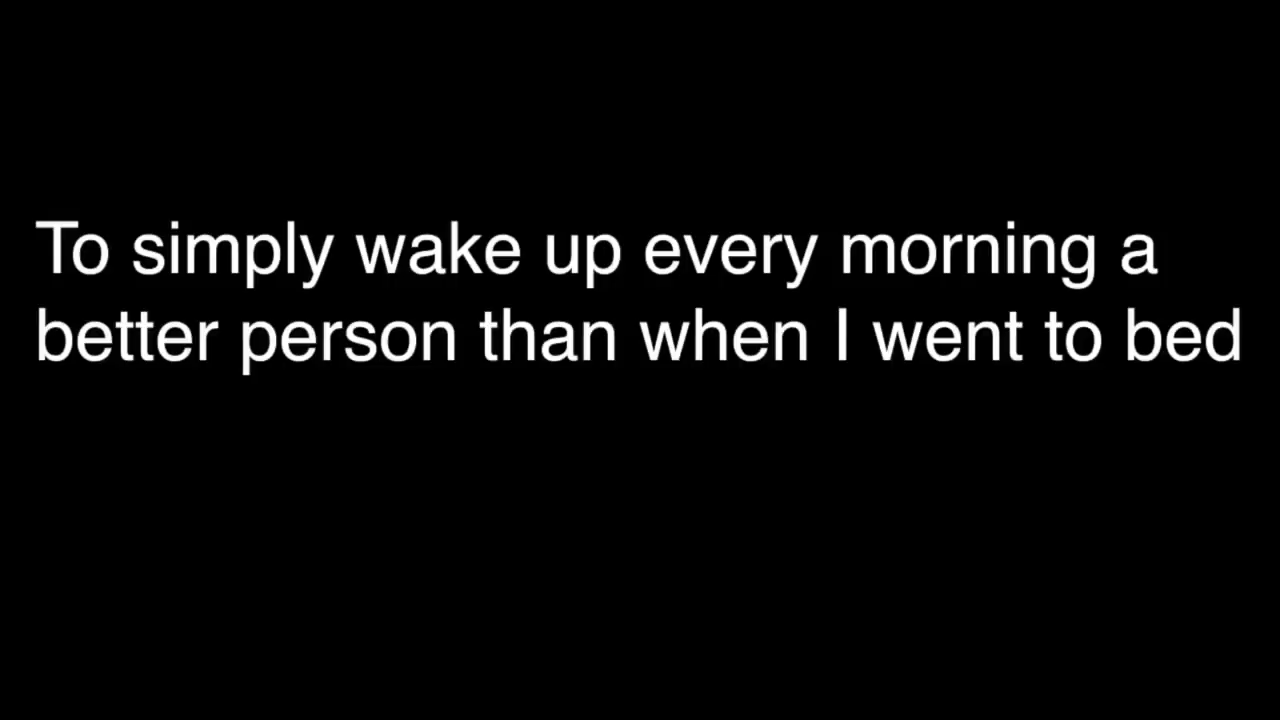 To simply wake up every morning a
better person than when I went to bed